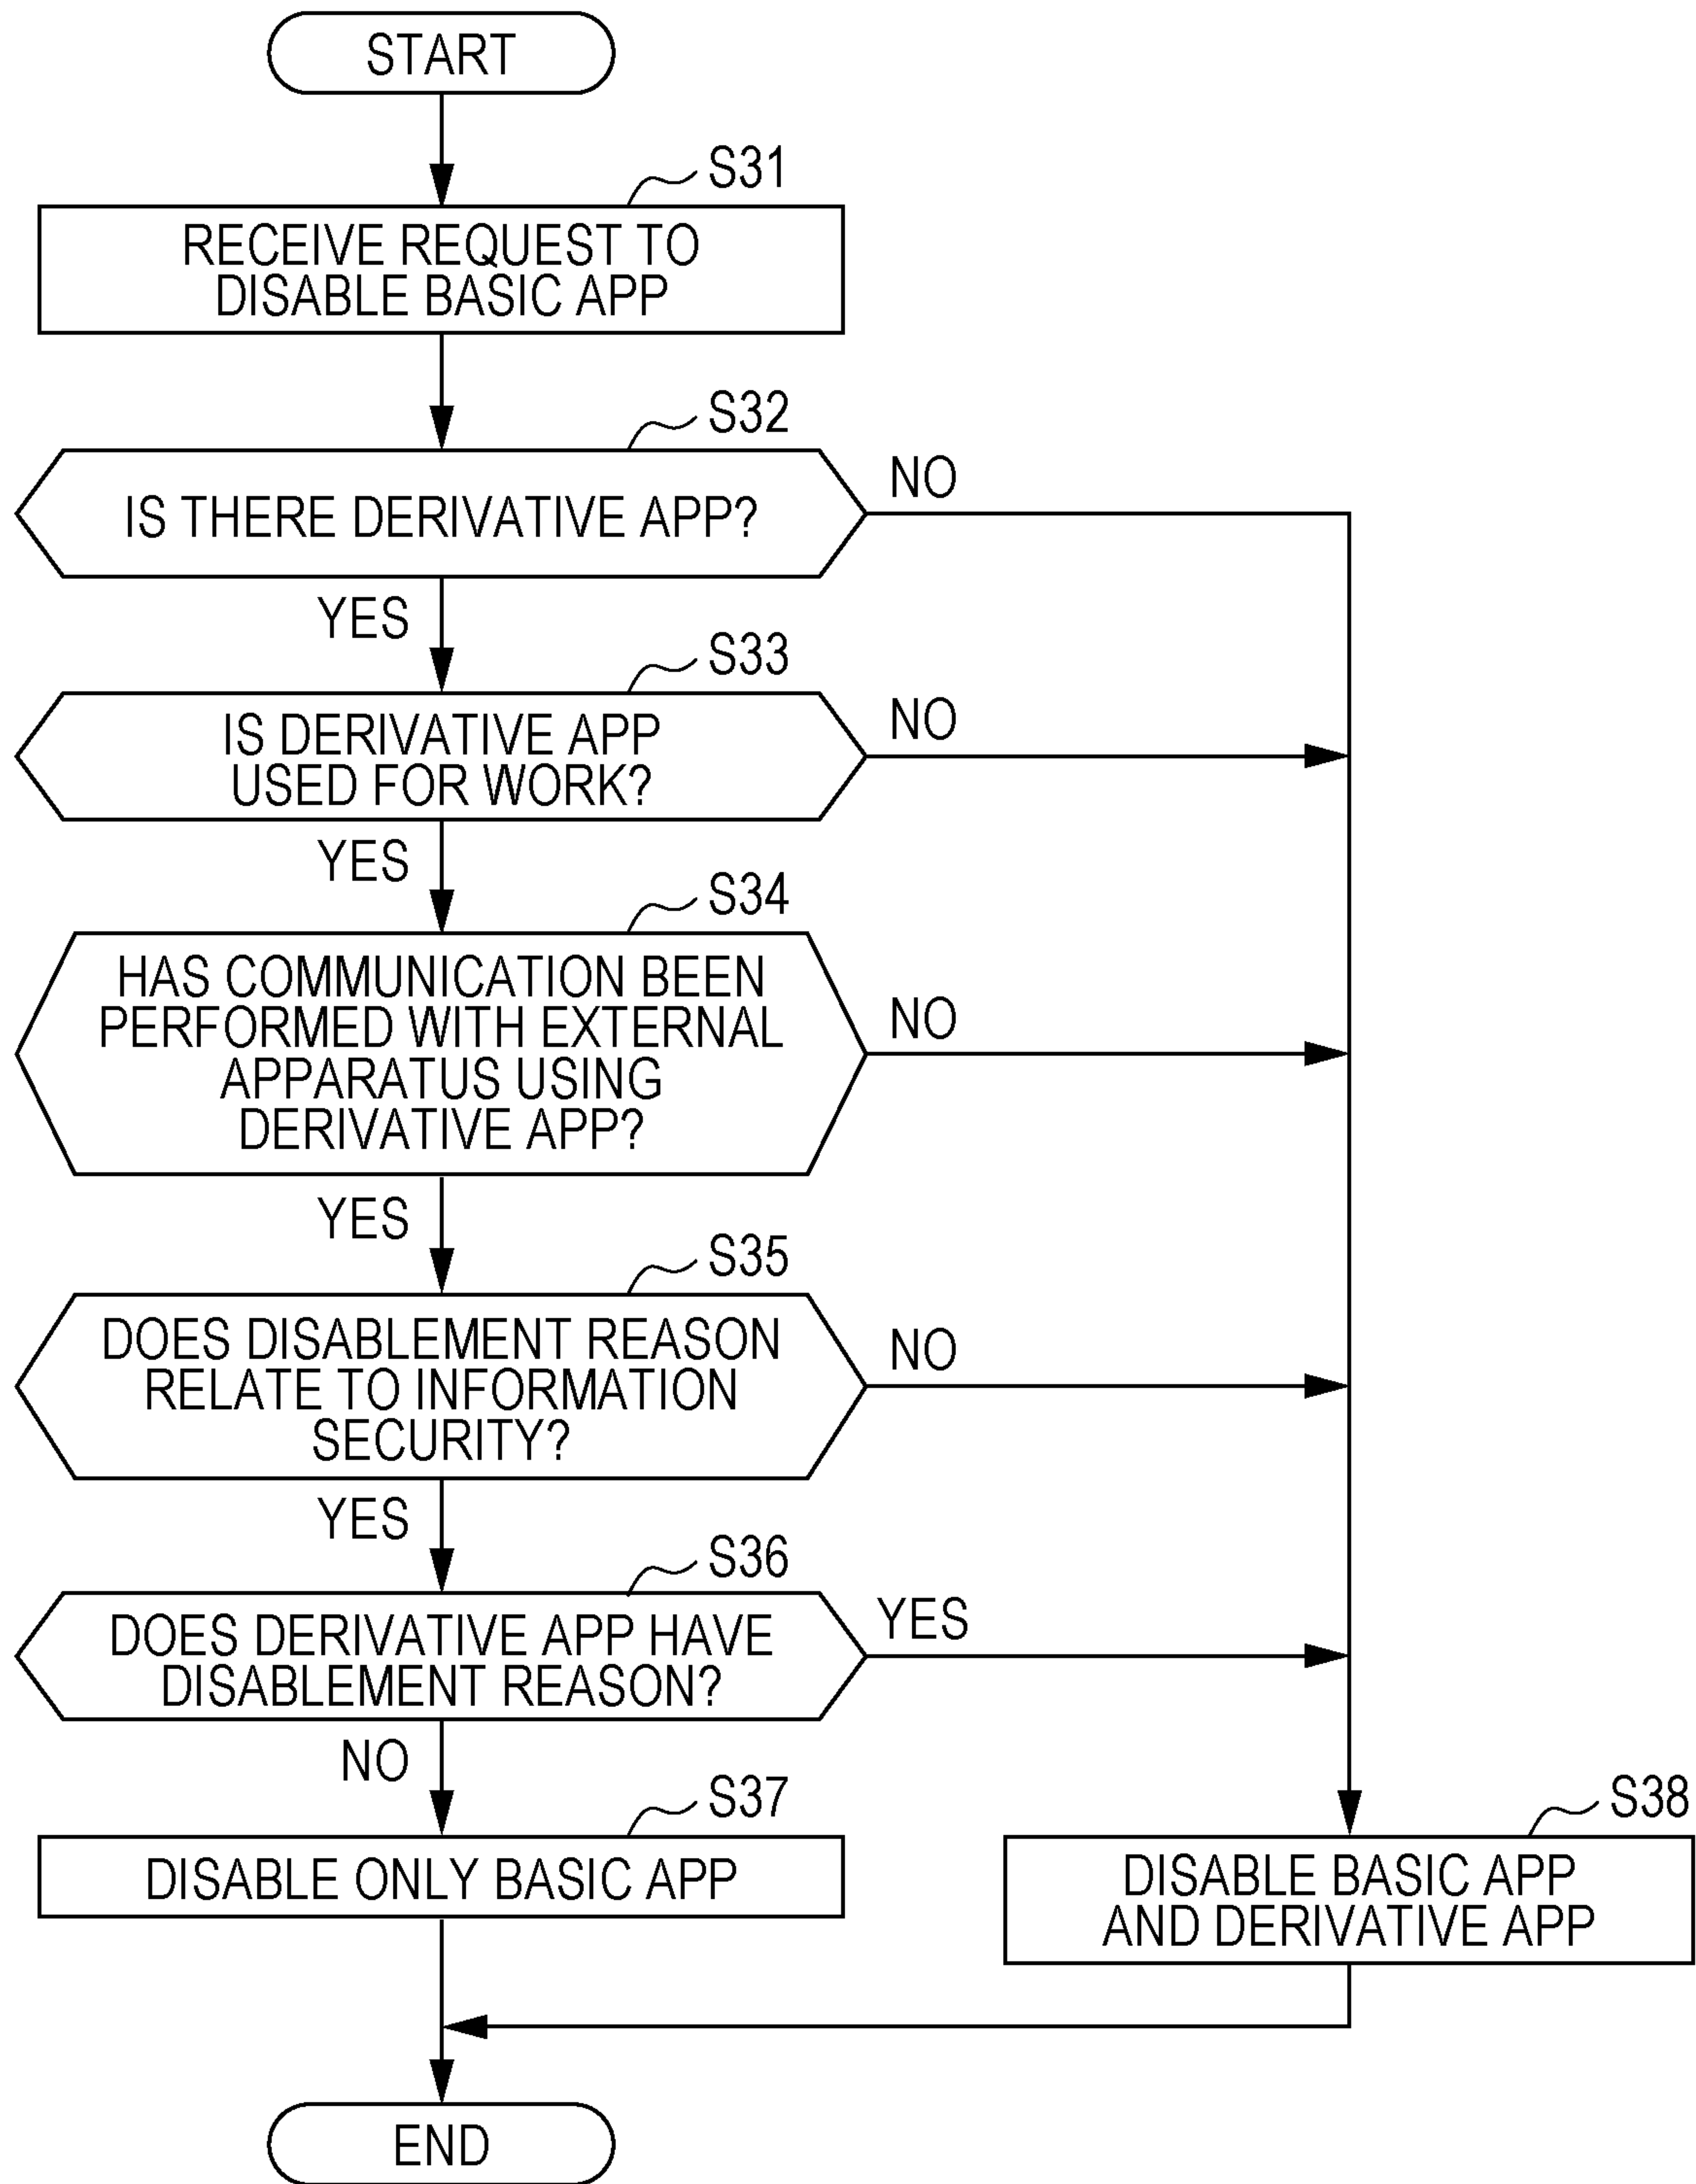 START
S31
RECEIVE REQUEST TO
DISABLE BASIC APP
S32
IS THERE DERIVATIVE APP?
NO
YES
S33
IS DERIVATIVE APP
USED FOR WORK?
NO
YES
S34
HAS COMMUNICATION BEEN
PERFORMED WITH EXTERNAL
APPARATUS USING
DERIVATIVE APP?
NO
YES
S35
DOES DISABLEMENT REASON
RELATE TO INFORMATION
SECURITY?
NO
YES
S36
DOES DERIVATIVE APP HAVE
DISABLEMENT REASON?
YES
NO
S37
DISABLE ONLY BASIC APP
S38
DISABLE BASIC APP
AND DERIVATIVE APP
END